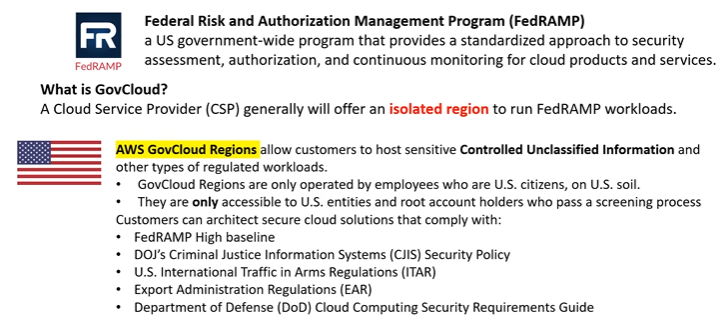 Federal Risk and Authorization Management Program (FedRAMP)
a US government-wide program that provides a standardized approach to security
assessment, authorization, and continuous monitoring for cloud products and services.
FR
FedRAMP
What is GovCloud?
A Cloud Service Provider (CSP) generally will offer an isolated region to run FedRAMP workloads.
AWS GovCloud Regions allow customers to host sensitive Controlled Unclassified Information and
other types of regulated workloads.
• GovCloud Regions are only operated by employees who are U.S. citizens, on U.S. soil.
• They are only accessible to U.S. entities and root account holders who pass a screening process
Customers can architect secure cloud solutions that comply with:
• FedRAMP High baseline
• DOJ's Criminal Justice Information Systems (CJIS) Security Policy
• U.S. International Traffic in Arms Regulations (ITAR)
• Export Administration Regulations (EAR)
• Department of Defense (DoD) Cloud Computing Security Requirements Guide